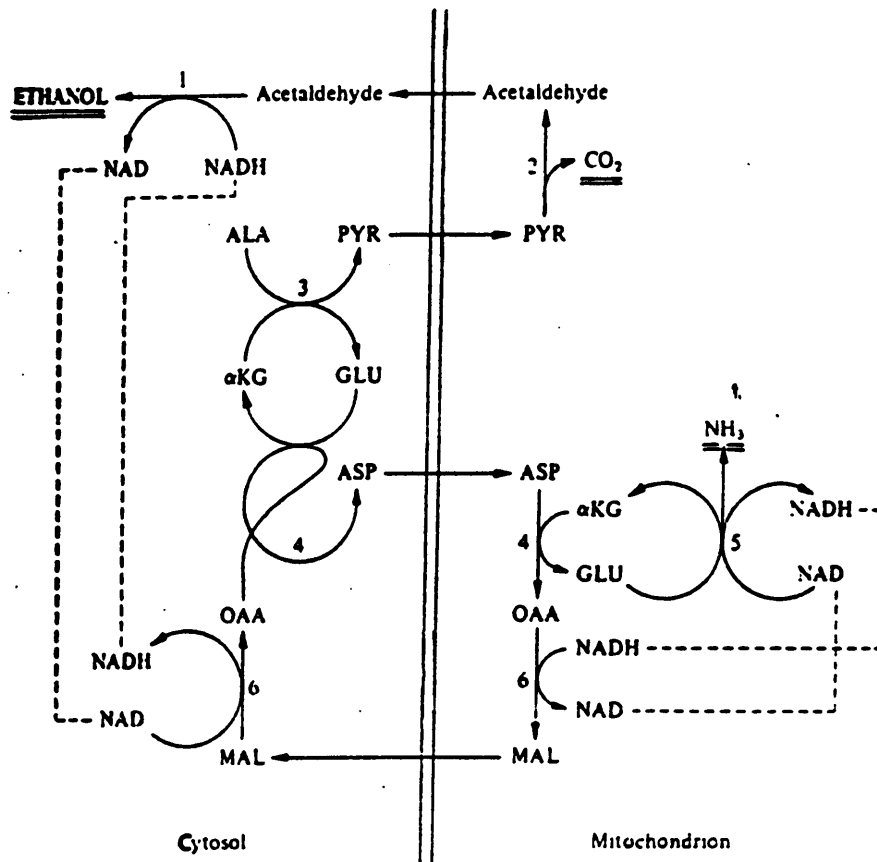 1
ETHANOL Acetaldehyde Acetaldehyde
NAD NADH 2 CO₂
ALA PYR PYR
3
αKG GLU
NH₃
ASP ASP
αKG NADH
4 4 5
GLU NAD
OAA OAA
NADH NADH
6 6
NAD NAD
MAL MAL
Cytosol Mitochondrion